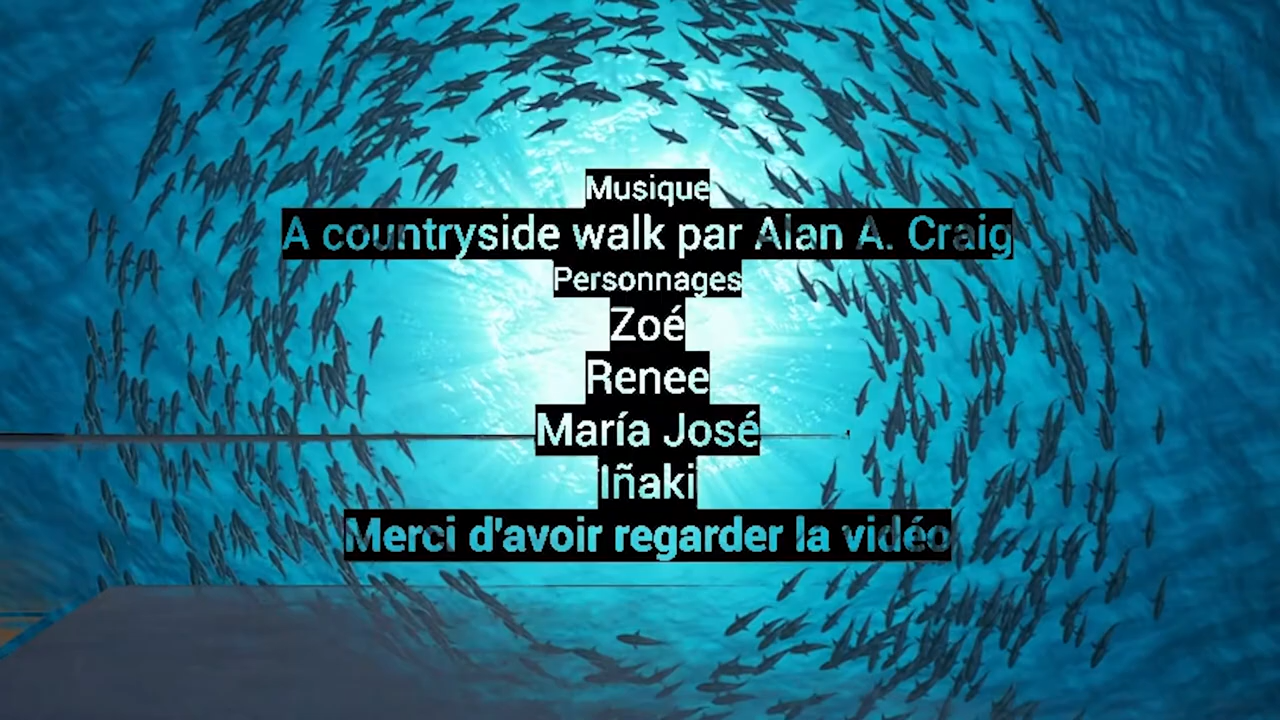 Musique
A countryside walk par Alan A. Craig
Personnages
Zoé
Renee
María José
Iñaki
Merci d'avoir regarder la vidéo